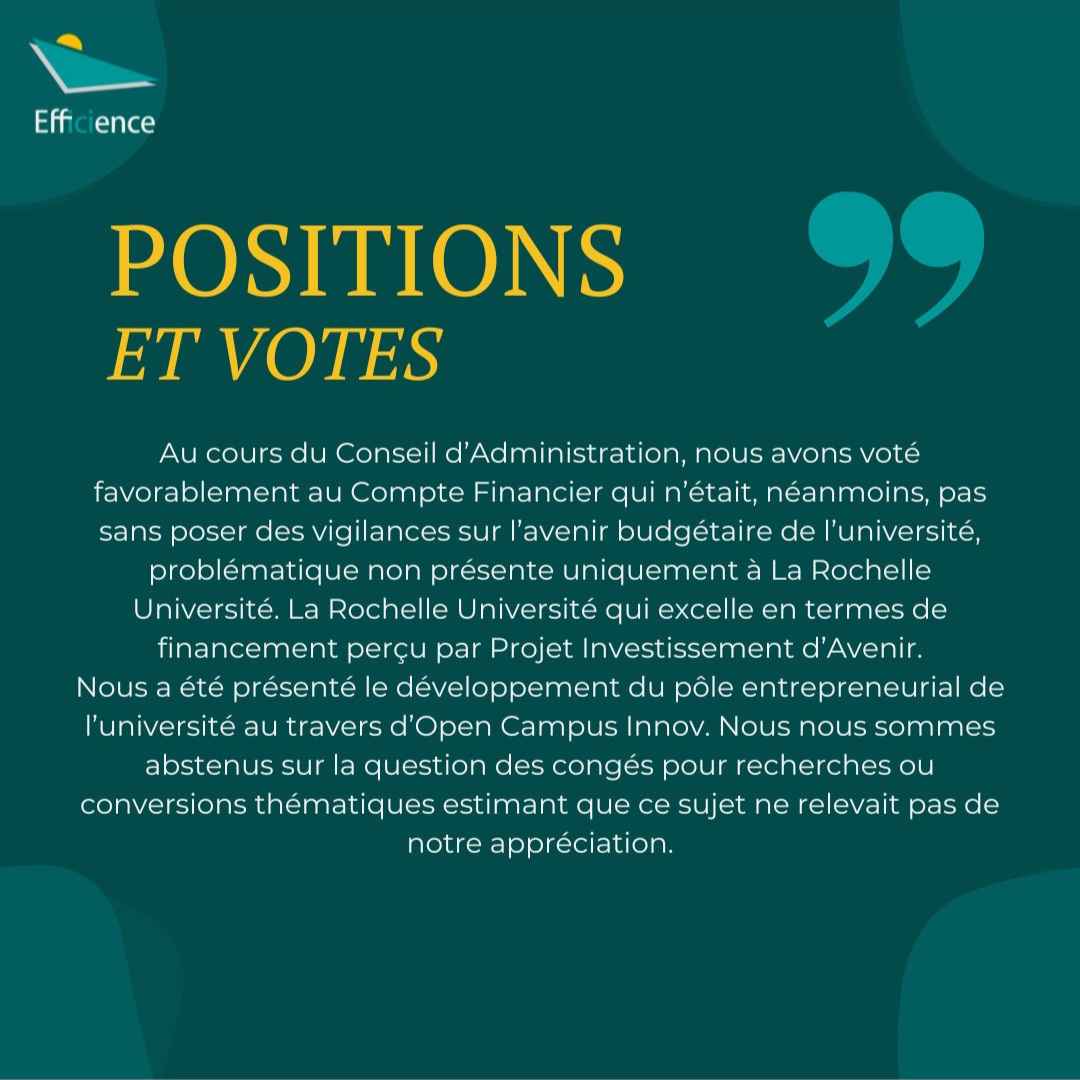 Efficience
POSITIONS
ET VOTES
Au cours du Conseil d’Administration, nous avons voté
favorablement au Compte Financier qui n’était, néanmoins, pas
sans poser des vigilances sur l’avenir budgétaire de l’université,
problématique non présente uniquement à La Rochelle
Université. La Rochelle Université qui excelle en termes de
financement perçu par Projet Investissement d’Avenir.
Nous a été présenté le développement du pôle entrepreneurial de
l’université au travers d’Open Campus Innov. Nous nous sommes
abstenus sur la question des congés pour recherches ou
conversions thématiques estimant que ce sujet ne relevait pas de
notre appréciation.